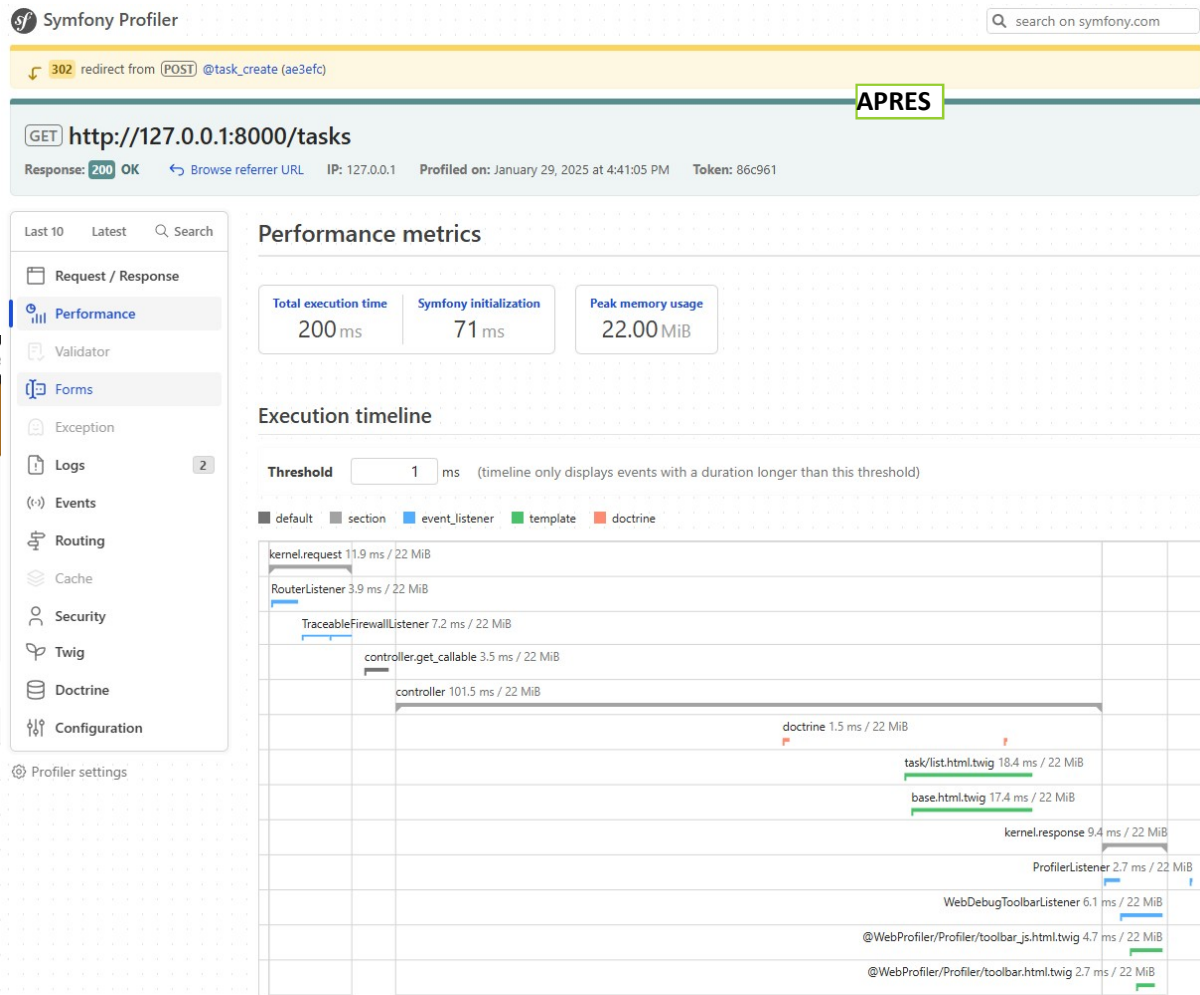 Symfony Profiler
search on symfony.com
302 redirect from POST @task_create (ae3efc)
APRES
GET http://127.0.0.1:8000/tasks
Response: 200 OK Browse referrer URL IP: 127.0.0.1 Profiled on: January 29, 2025 at 4:41:05 PM Token: 86c961
Last 10 Latest Search
Request / Response
Performance
Validator
Forms
Exception
Logs 2
Events
Routing
Cache
Security
Twig
Doctrine
Configuration
Profiler settings
Performance metrics
Total execution time Symfony initialization Peak memory usage
200 ms 71 ms 22.00 MiB
Execution timeline
Threshold 1 ms (timeline only displays events with a duration longer than this threshold)
default section event_listener template doctrine
kernel.request 11.9 ms / 22 MiB
RouterListener 3.9 ms / 22 MiB
TraceableFirewallListener 7.2 ms / 22 MiB
controller.get_callable 3.5 ms / 22 MiB
controller 101.5 ms / 22 MiB
doctrine 1.5 ms / 22 MiB
task/list.html.twig 18.4 ms / 22 MiB
base.html.twig 17.4 ms / 22 MiB
kernel.response 9.4 ms / 22 MiB
ProfilerListener 2.7 ms / 22 MiB
WebDebugToolbarListener 6.1 ms / 22 MiB
@WebProfiler/Profiler/toolbar_js.html.twig 4.7 ms / 22 MiB
@WebProfiler/Profiler/toolbar.html.twig 2.7 ms / 22 MiB